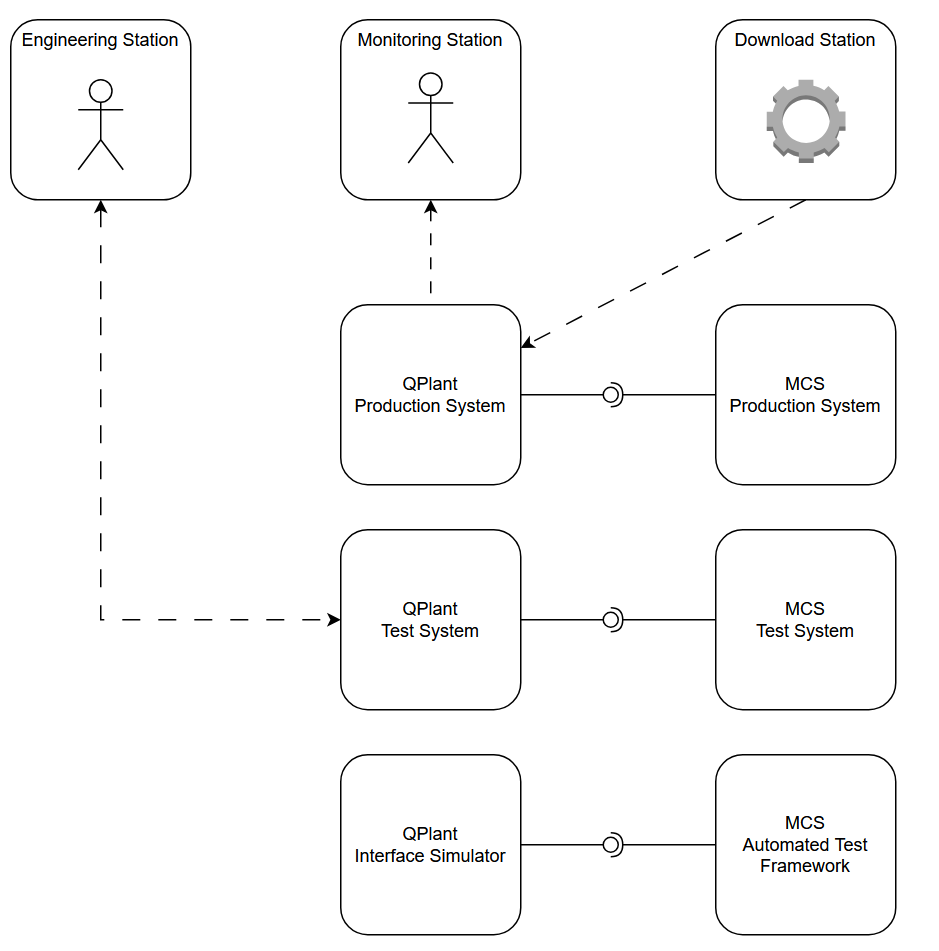 Engineering Station
Monitoring Station
Download Station
QPlant
Production System
MCS
Production System
QPlant
Test System
MCS
Test System
QPlant
Interface Simulator
MCS
Automated Test
Framework